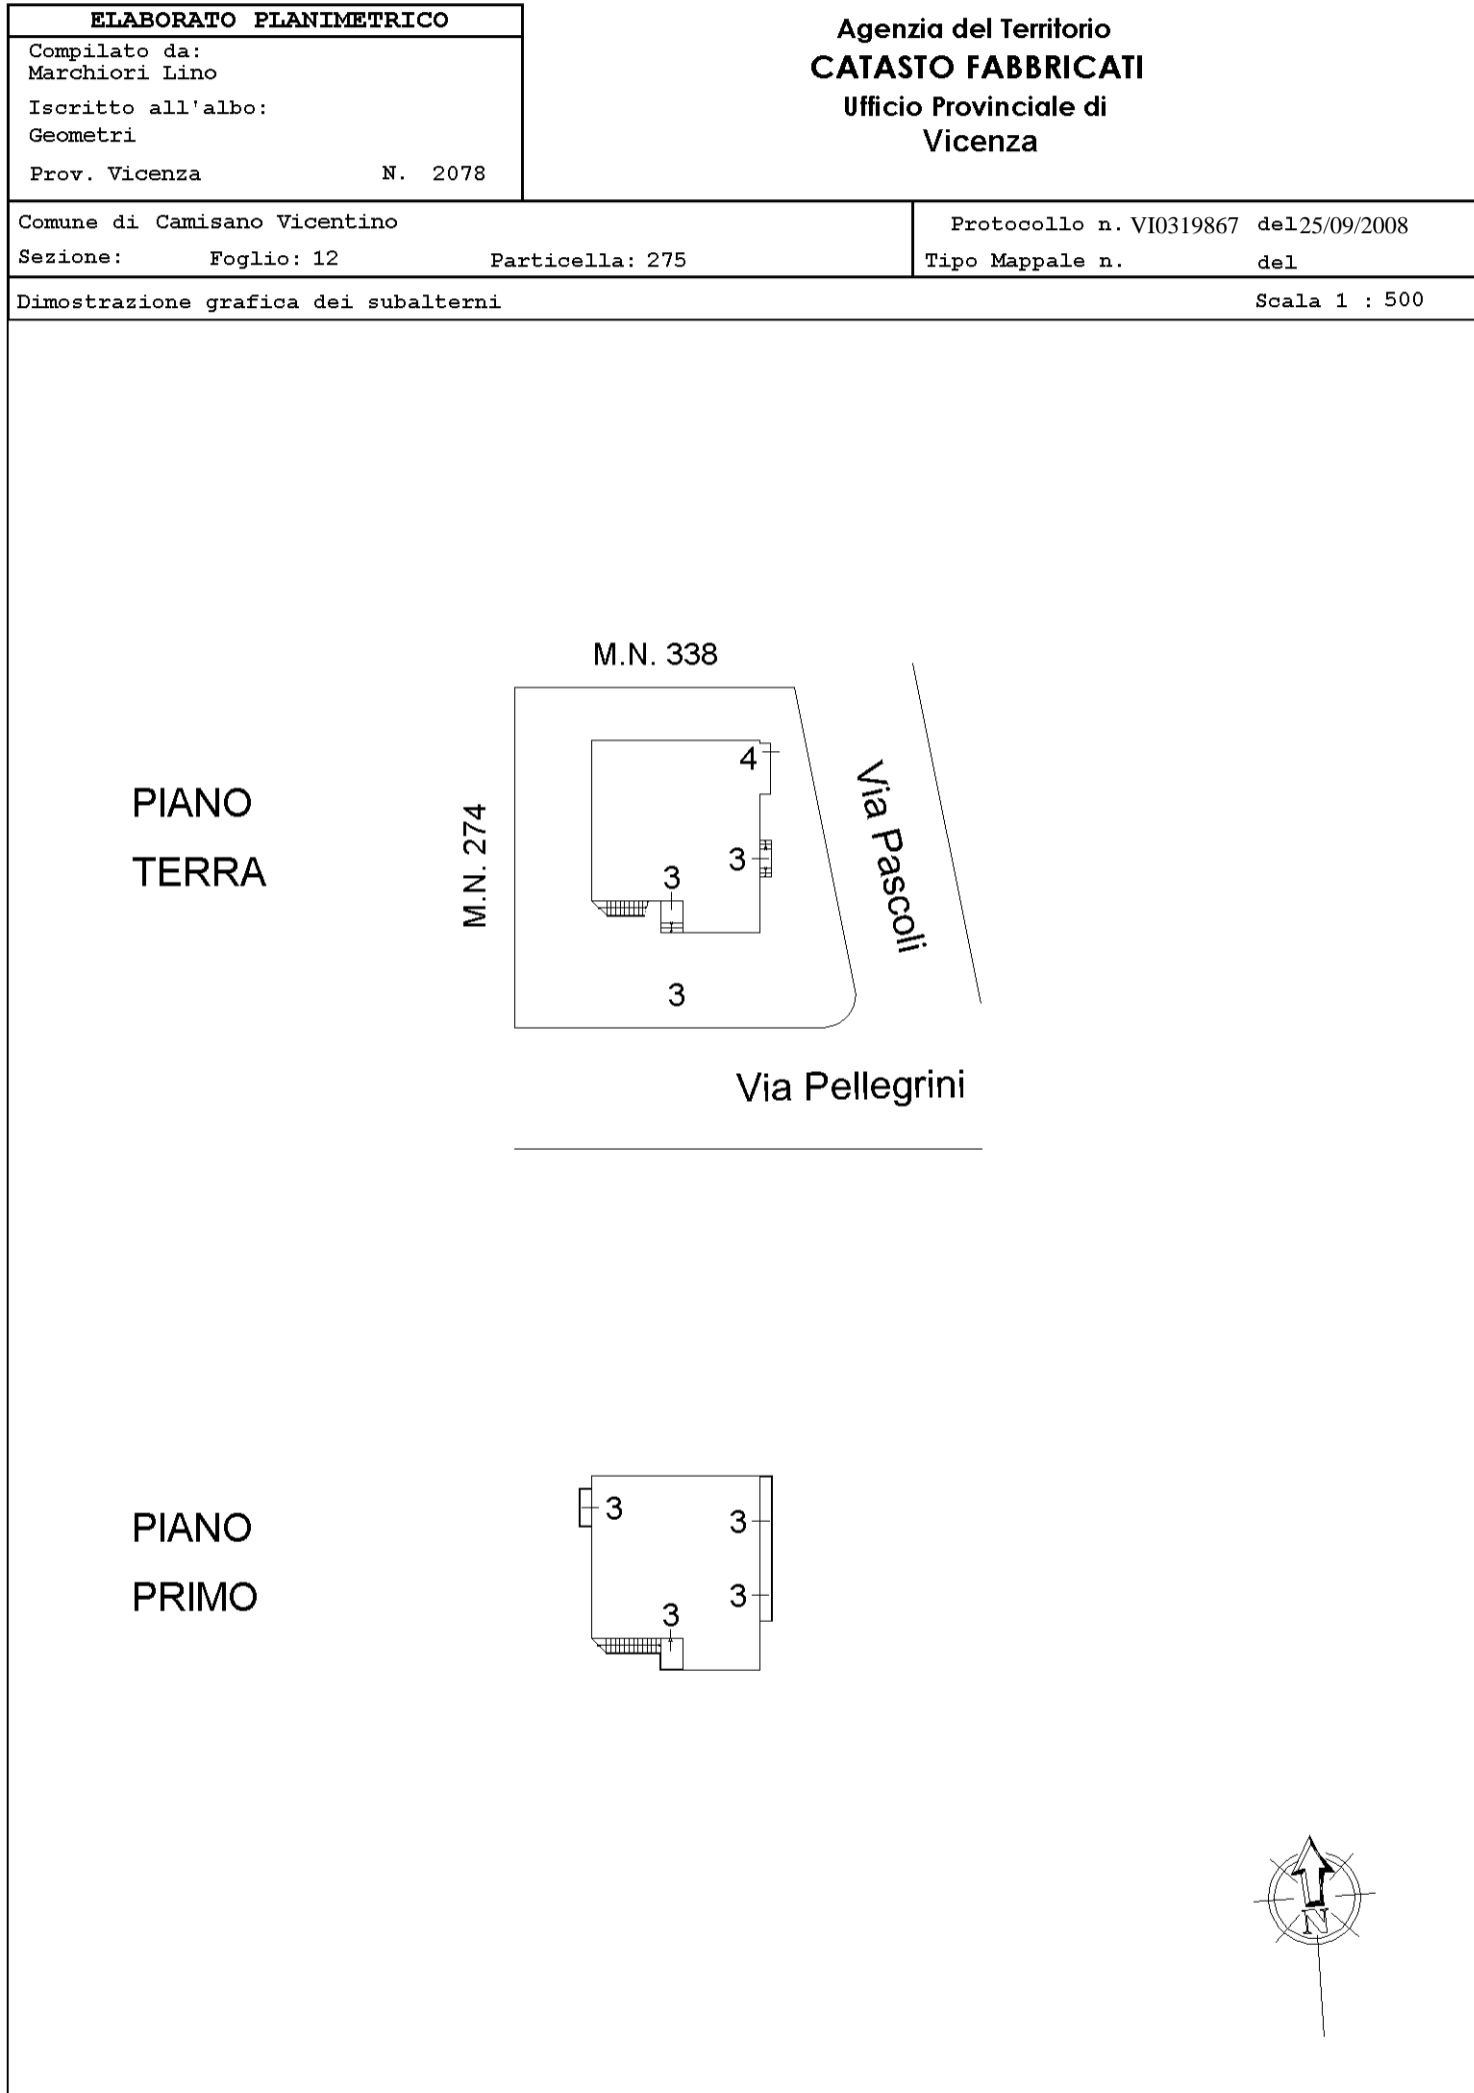 ELABORATO PLANIMETRICO
Compilato da:
Marchiori Lino
Iscritto all'albo:
Geometri
Prov. Vicenza N. 2078
Agenzia del Territorio
CATASTO FABBRICATI
Ufficio Provinciale di
Vicenza
Comune di Camisano Vicentino
Sezione: Foglio: 12 Particella: 275
Protocollo n. VI0319867 del 25/09/2008
Tipo Mappale n. del
Dimostrazione grafica dei subalterni Scala 1 : 500
M.N. 338
PIANO
TERRA
M.N. 274
4
3
3
3
Via Pascoli
Via Pellegrini
PIANO
PRIMO
3
3
3
3
N